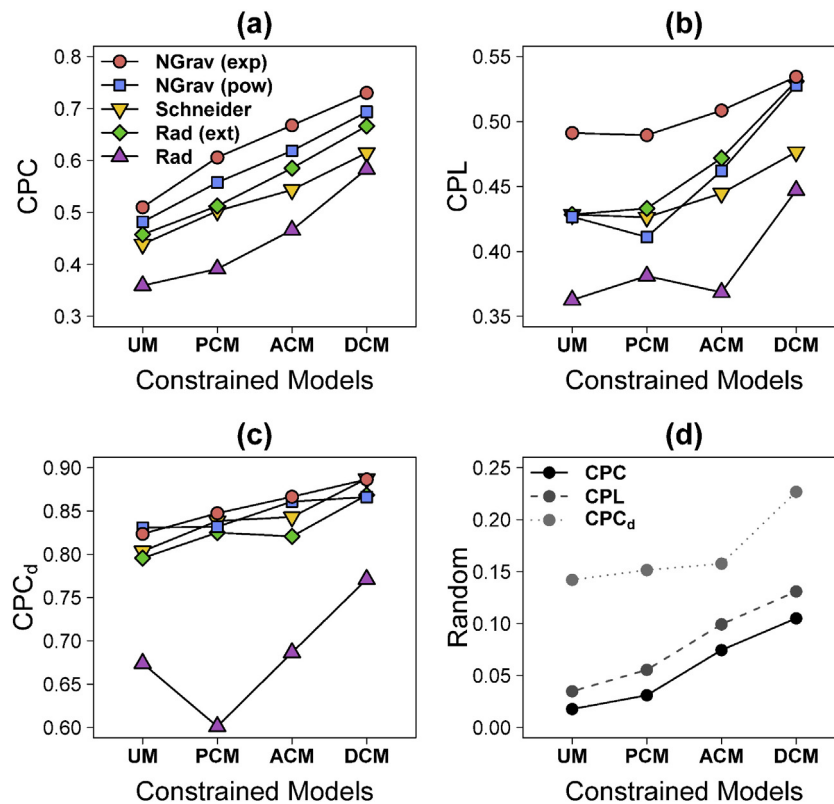 (a)
CPC
0.8
0.7
0.6
0.5
0.4
0.3
NGrav (exp)
NGrav (pow)
Schneider
Rad (ext)
Rad
UM PCM ACM DCM
Constrained Models
(b)
CPL
0.55
0.50
0.45
0.40
0.35
UM PCM ACM DCM
Constrained Models
(c)
CPCd
0.90
0.85
0.80
0.75
0.70
0.65
0.60
UM PCM ACM DCM
Constrained Models
(d)
Random
0.25
0.20
0.15
0.10
0.05
0.00
CPC
CPL
CPCd
UM PCM ACM DCM
Constrained Models